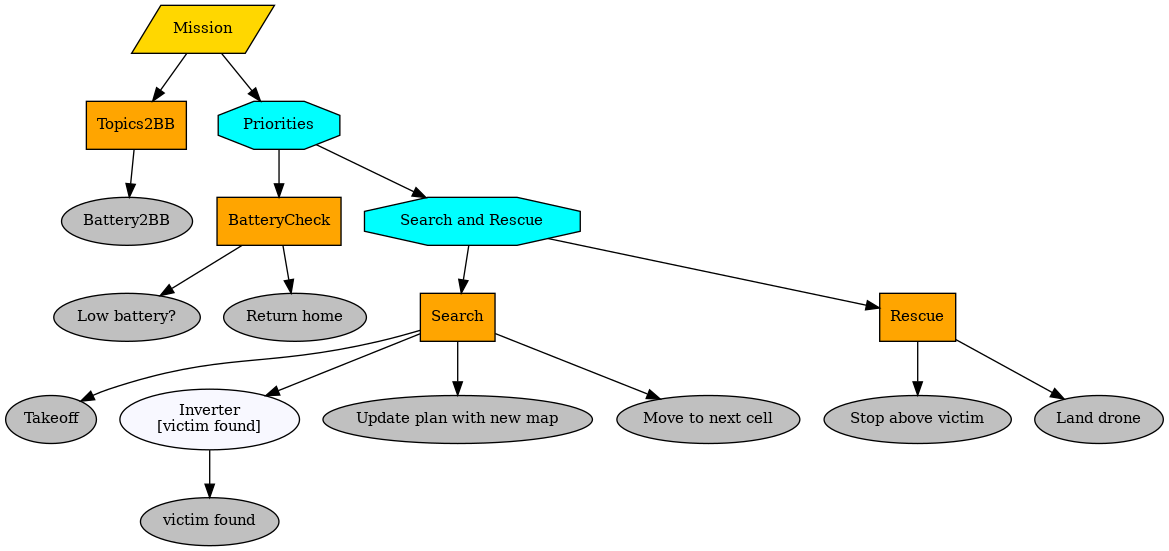 Mission
Topics2BB
Priorities
Battery2BB
BatteryCheck
Search and Rescue
Low battery?
Return home
Search
Rescue
Takeoff
Inverter
[victim found]
Update plan with new map
Move to next cell
Stop above victim
Land drone
victim found